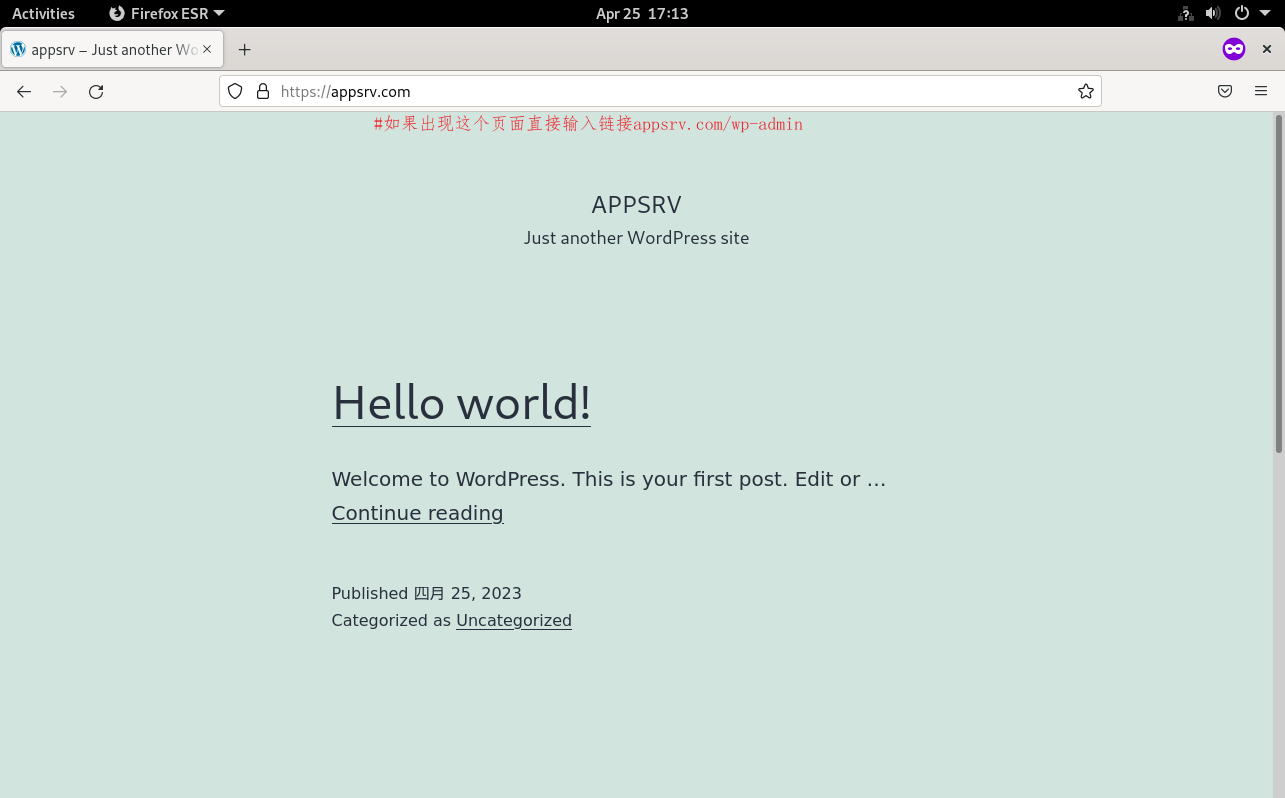 Activities Firefox ESR Apr 25 17:13
appsrv – Just another Wo
https://appsrv.com
#如果出现这个页面直接输入链接appsrv.com/wp-admin
APPSRV
Just another WordPress site
Hello world!
Welcome to WordPress. This is your first post. Edit or …
Continue reading
Published 四月 25, 2023
Categorized as Uncategorized